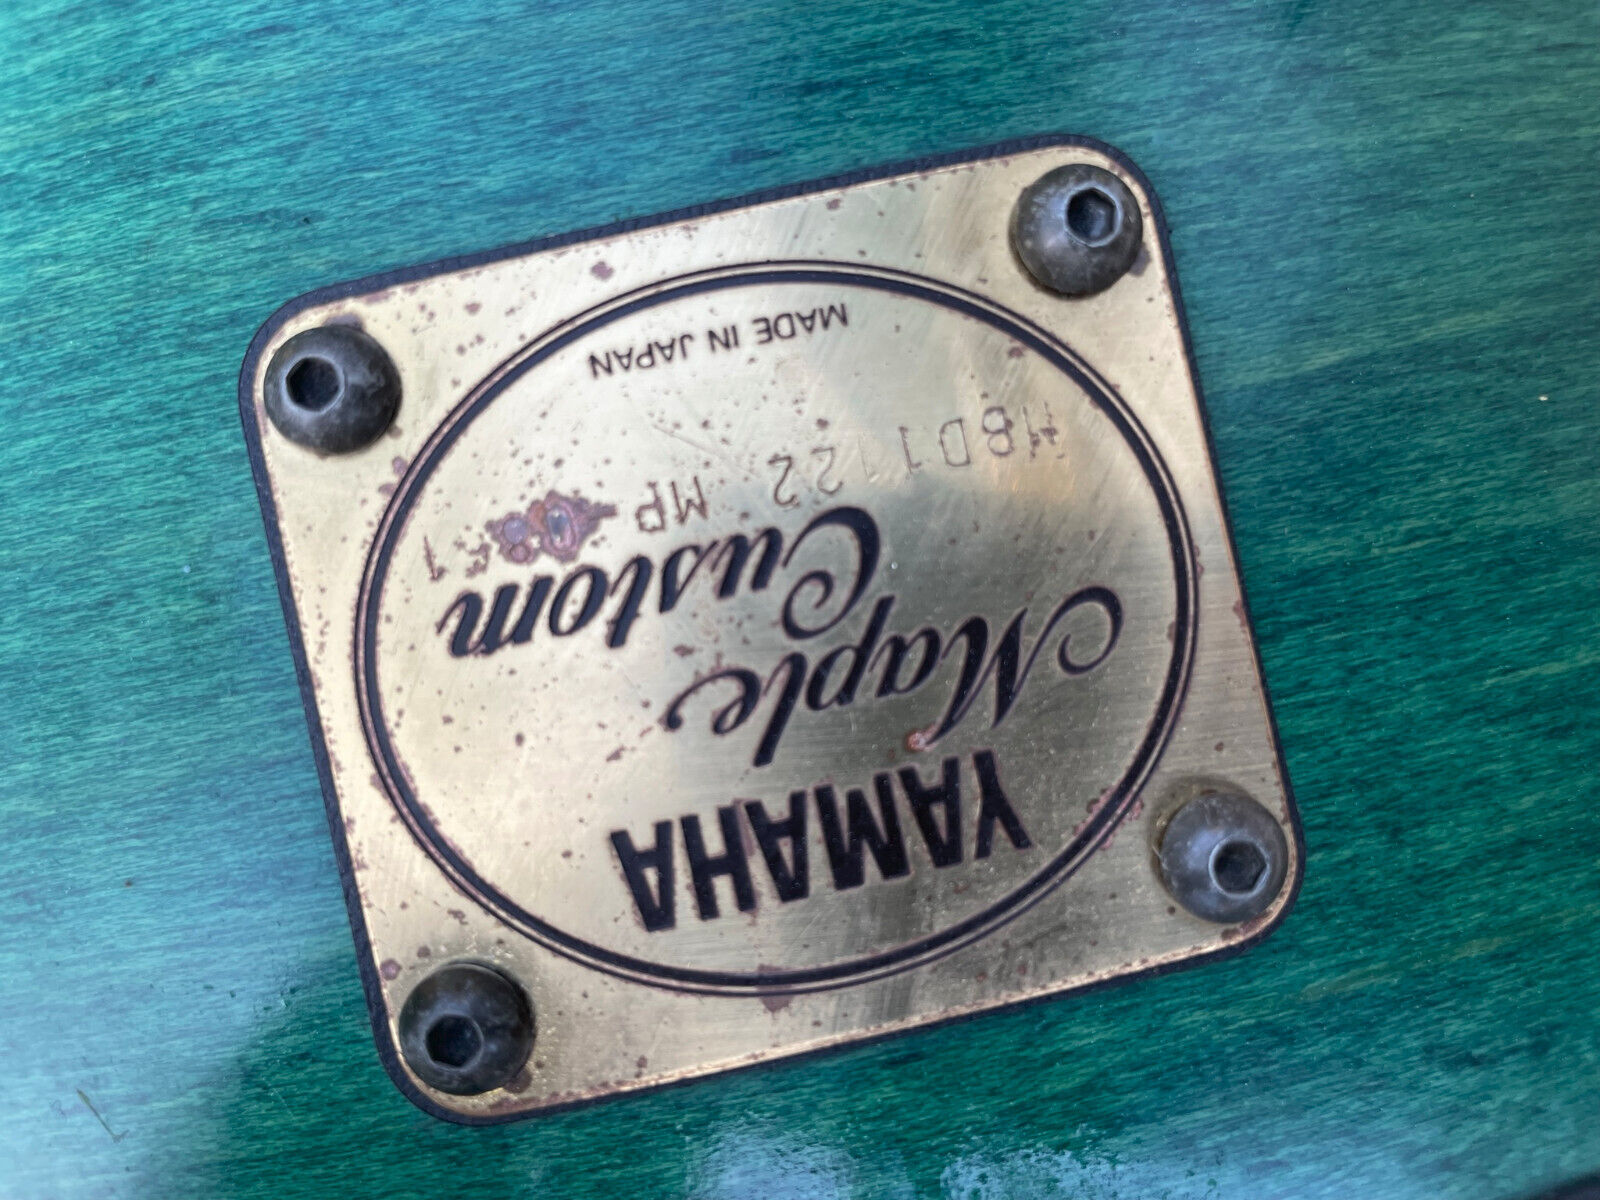 YAMAHA
Maple
Custom
MBD1122 MP
MADE IN JAPAN